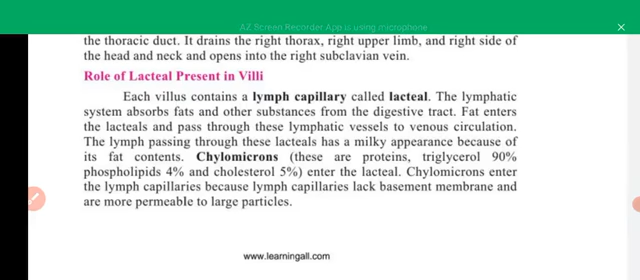 AZ Screen Recorder App is using microphone
the thoracic duct. It drains the right thorax, right upper limb, and right side of
the head and neck and opens into the right subclavian vein.
Role of Lacteal Present in Villi
Each villus contains a lymph capillary called lacteal. The lymphatic
system absorbs fats and other substances from the digestive tract. Fat enters
the lacteals and pass through these lymphatic vessels to venous circulation.
The lymph passing through these lacteals has a milky appearance because of
its fat contents. Chylomicrons (these are proteins, triglycerol 90%
phospholipids 4% and cholesterol 5%) enter the lacteal. Chylomicrons enter
the lymph capillaries because lymph capillaries lack basement membrane and
are more permeable to large particles.
www.learningall.com